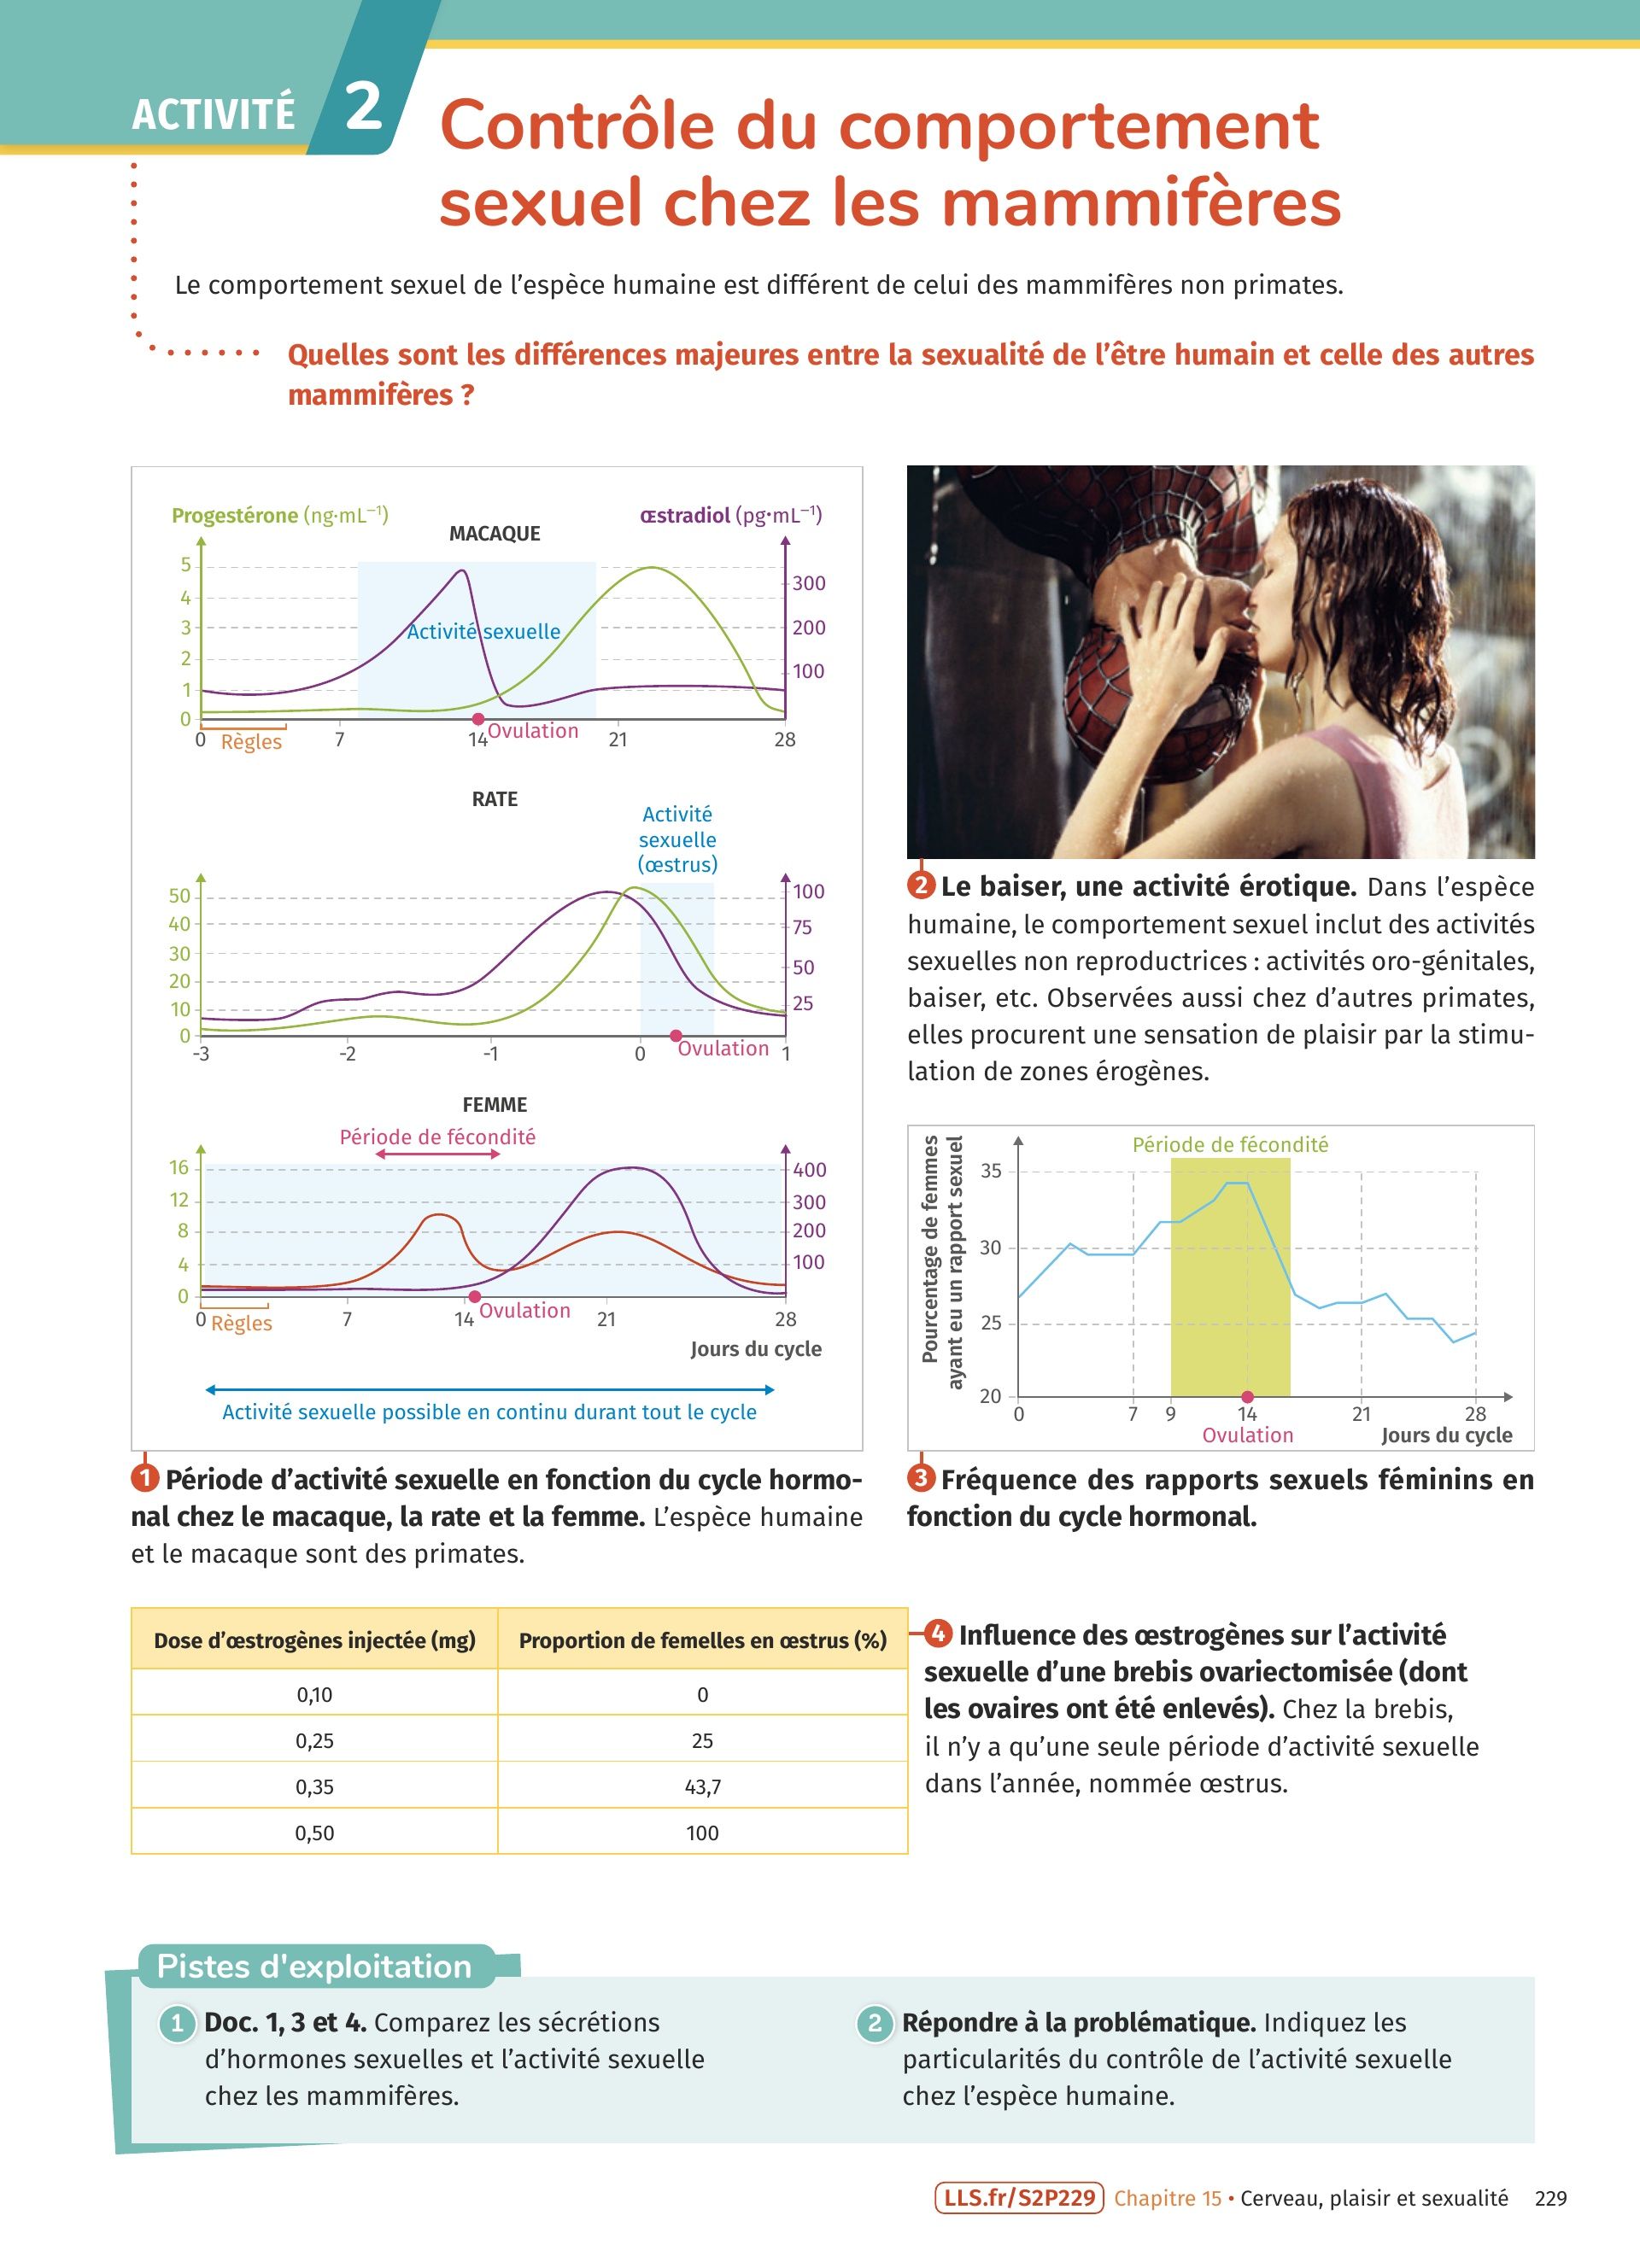 ACTIVITÉ 2
Contrôle du comportement
sexuel chez les mammifères
Le comportement sexuel de l'espèce humaine est différent de celui des mammifères non primates.
Quelles sont les différences majeures entre la sexualité de l'être humain et celle des autres
mammifères ?
Progestérone (ng·mL⁻¹)
MACAQUE
œstradiol (pg·mL⁻¹)
5
4
3
2
1
0
300
200
100
Activité sexuelle
0
Règles
7
14
Ovulation
21
28
RATE
Activité
sexuelle
(œstrus)
50
40
30
20
10
0
100
75
50
25
-3
-2
-1
0
Ovulation
1
FEMME
Période de fécondité
16
12
8
4
0
400
300
200
100
0
Règles
7
14
Ovulation
21
28
Jours du cycle
Activité sexuelle possible en continu durant tout le cycle
1 Période d'activité sexuelle en fonction du cycle hormo-
nal chez le macaque, la rate et la femme. L'espèce humaine
et le macaque sont des primates.
2 Le baiser, une activité érotique. Dans l'espèce
humaine, le comportement sexuel inclut des activités
sexuelles non reproductrices : activités oro-génitales,
baiser, etc. Observées aussi chez d'autres primates,
elles procurent une sensation de plaisir par la stimu-
lation de zones érogènes.
Pourcentage de femmes
ayant eu un rapport sexuel
Période de fécondité
35
30
25
20
0
7
9
14
21
28
Ovulation
Jours du cycle
3 Fréquence des rapports sexuels féminins en
fonction du cycle hormonal.
Dose d'œstrogènes injectée (mg) Proportion de femelles en œstrus (%)
0,10 0
0,25 25
0,35 43,7
0,50 100
4 Influence des œstrogènes sur l'activité
sexuelle d'une brebis ovariectomisée (dont
les ovaires ont été enlevés). Chez la brebis,
il n'y a qu'une seule période d'activité sexuelle
dans l'année, nommée œstrus.
Pistes d'exploitation
1 Doc. 1, 3 et 4. Comparez les sécrétions
d'hormones sexuelles et l'activité sexuelle
chez les mammifères.
2 Répondre à la problématique. Indiquez les
particularités du contrôle de l'activité sexuelle
chez l'espèce humaine.
LLS.fr/S2P229 Chapitre 15 • Cerveau, plaisir et sexualité 229